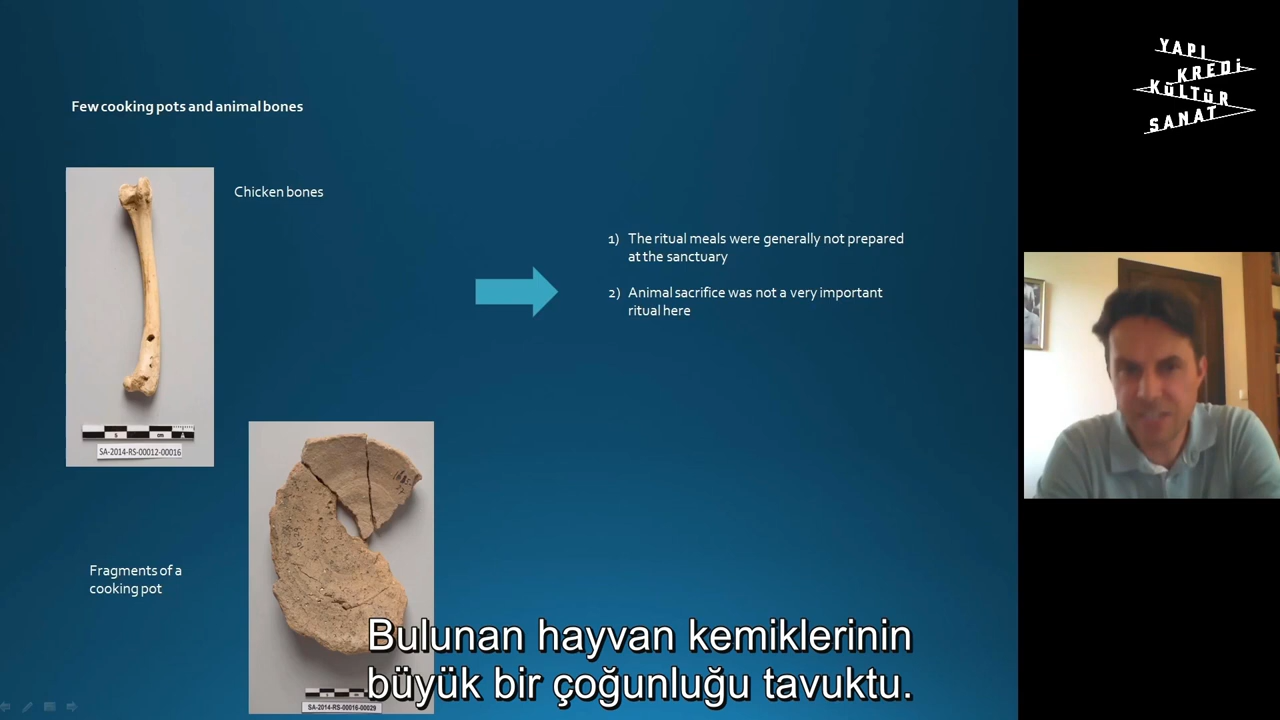 Few cooking pots and animal bones
Chicken bones
1) The ritual meals were generally not prepared
at the sanctuary
2) Animal sacrifice was not a very important
ritual here
SA-2014-RS-00012-00016
Fragments of a
cooking pot
SA-2014-RS-00016-00029
Bulunan hayvan kemiklerinin
büyük bir çoğunluğu tavuktu.
YAPI
KREDİ
KÜLTÜR
SANAT